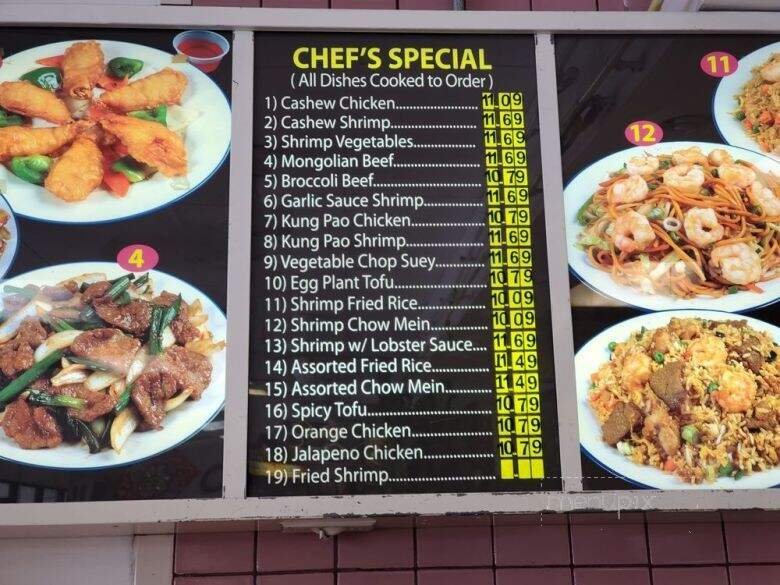 CHEF'S SPECIAL
( All Dishes Cooked to Order )
1) Cashew Chicken.................... 11.09
2) Cashew Shrimp..................... 11.69
3) Shrimp Vegetables............... 11.69
4) Mongolian Beef.................... 11.69
5) Broccoli Beef......................... 10.79
6) Garlic Sauce Shrimp.............. 11.69
7) Kung Pao Chicken................. 10.79
8) Kung Pao Shrimp.................. 11.69
9) Vegetable Chop Suey............ 11.69
10) Egg Plant Tofu..................... 10.79
11) Shrimp Fried Rice................ 10.09
12) Shrimp Chow Mein.............. 10.09
13) Shrimp w/ Lobster Sauce.... 11.69
14) Assorted Fried Rice.............. 11.49
15) Assorted Chow Mein............ 11.49
16) Spicy Tofu............................ 10.79
17) Orange Chicken................... 10.79
18) Jalapeno Chicken................ 10.79
19) Fried Shrimp........................ .
4
11
12
menupix